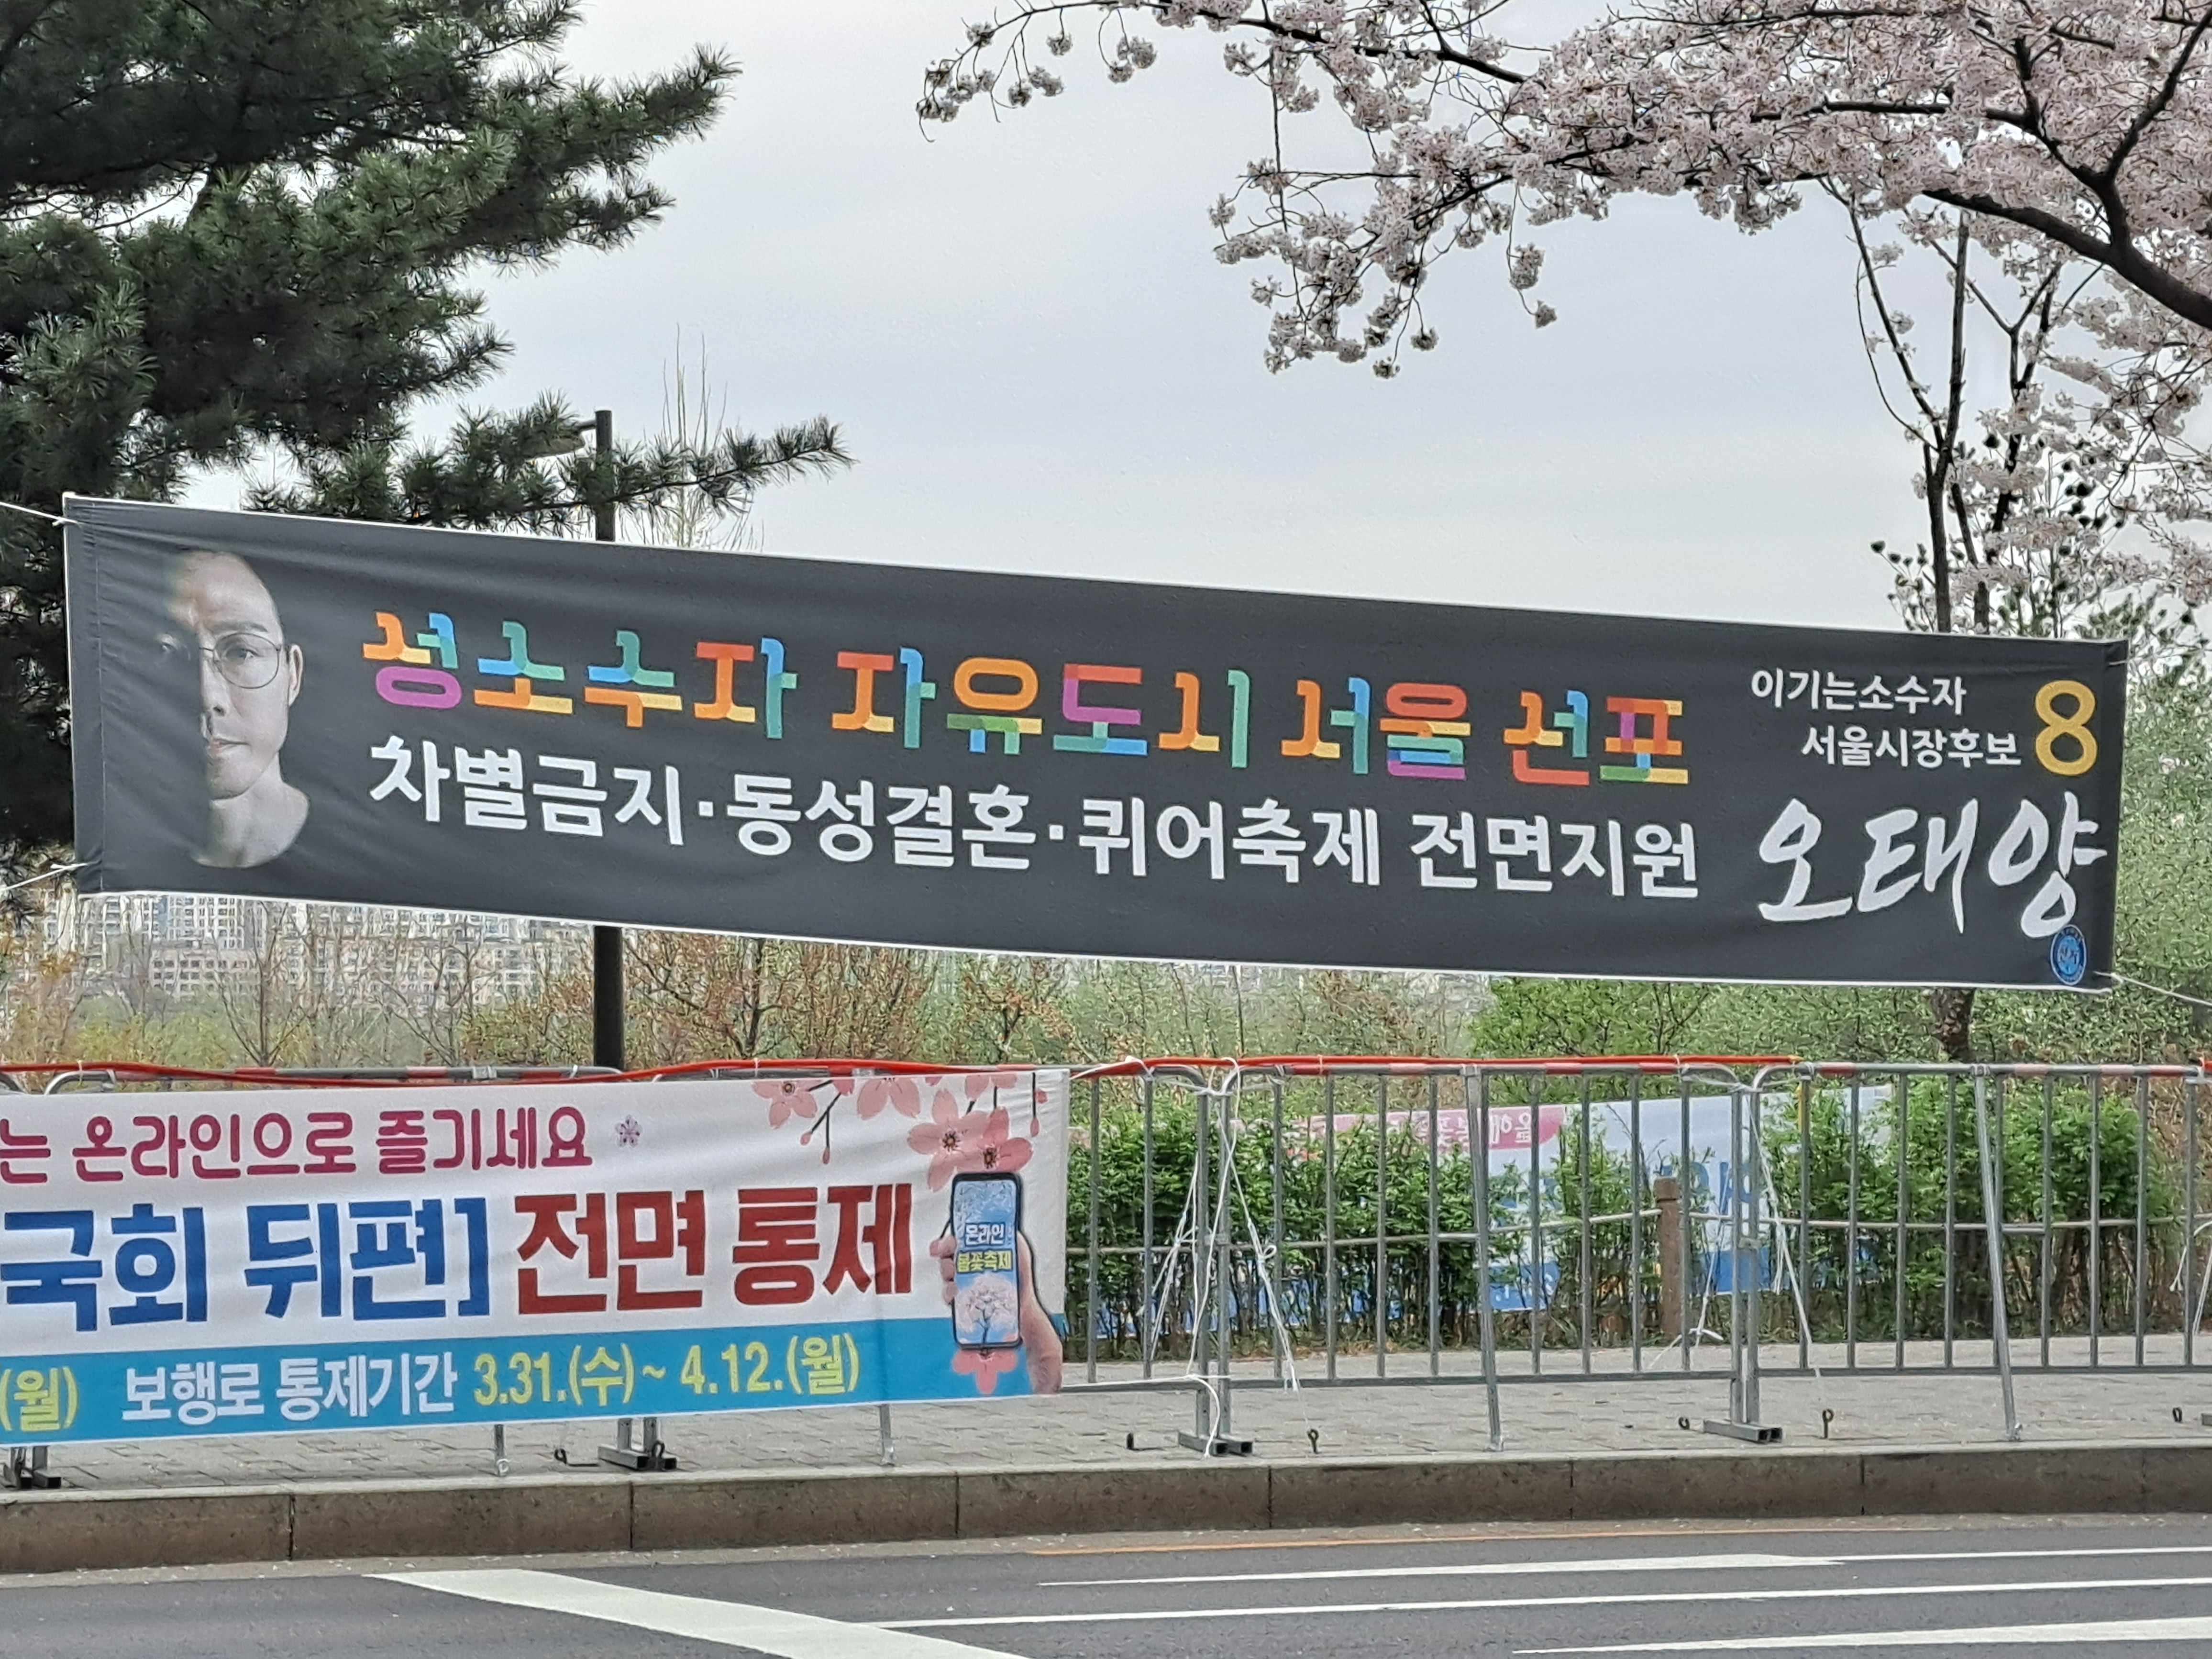 성소수자 자유도시 서울 선포
차별금지·동성결혼·퀴어축제 전면지원
이기는소수자
서울시장후보
8
오태양
는 온라인으로 즐기세요
국회 뒤편] 전면 통제
(월) 보행로 통제기간 3.31.(수)~ 4.12.(월)
온라인
봄꽃축제